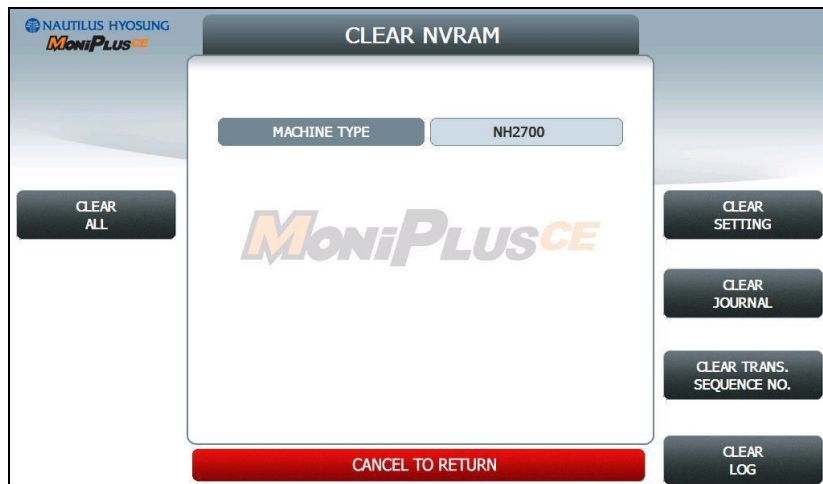 NAUTILUS HYOSUNG
MONiPLUSCE
CLEAR NVRAM
MACHINE TYPE
NH2700
CLEAR
ALL
MONiPLUSCE
CLEAR
SETTING
CLEAR
JOURNAL
CLEAR TRANS.
SEQUENCE NO.
CLEAR
LOG
CANCEL TO RETURN